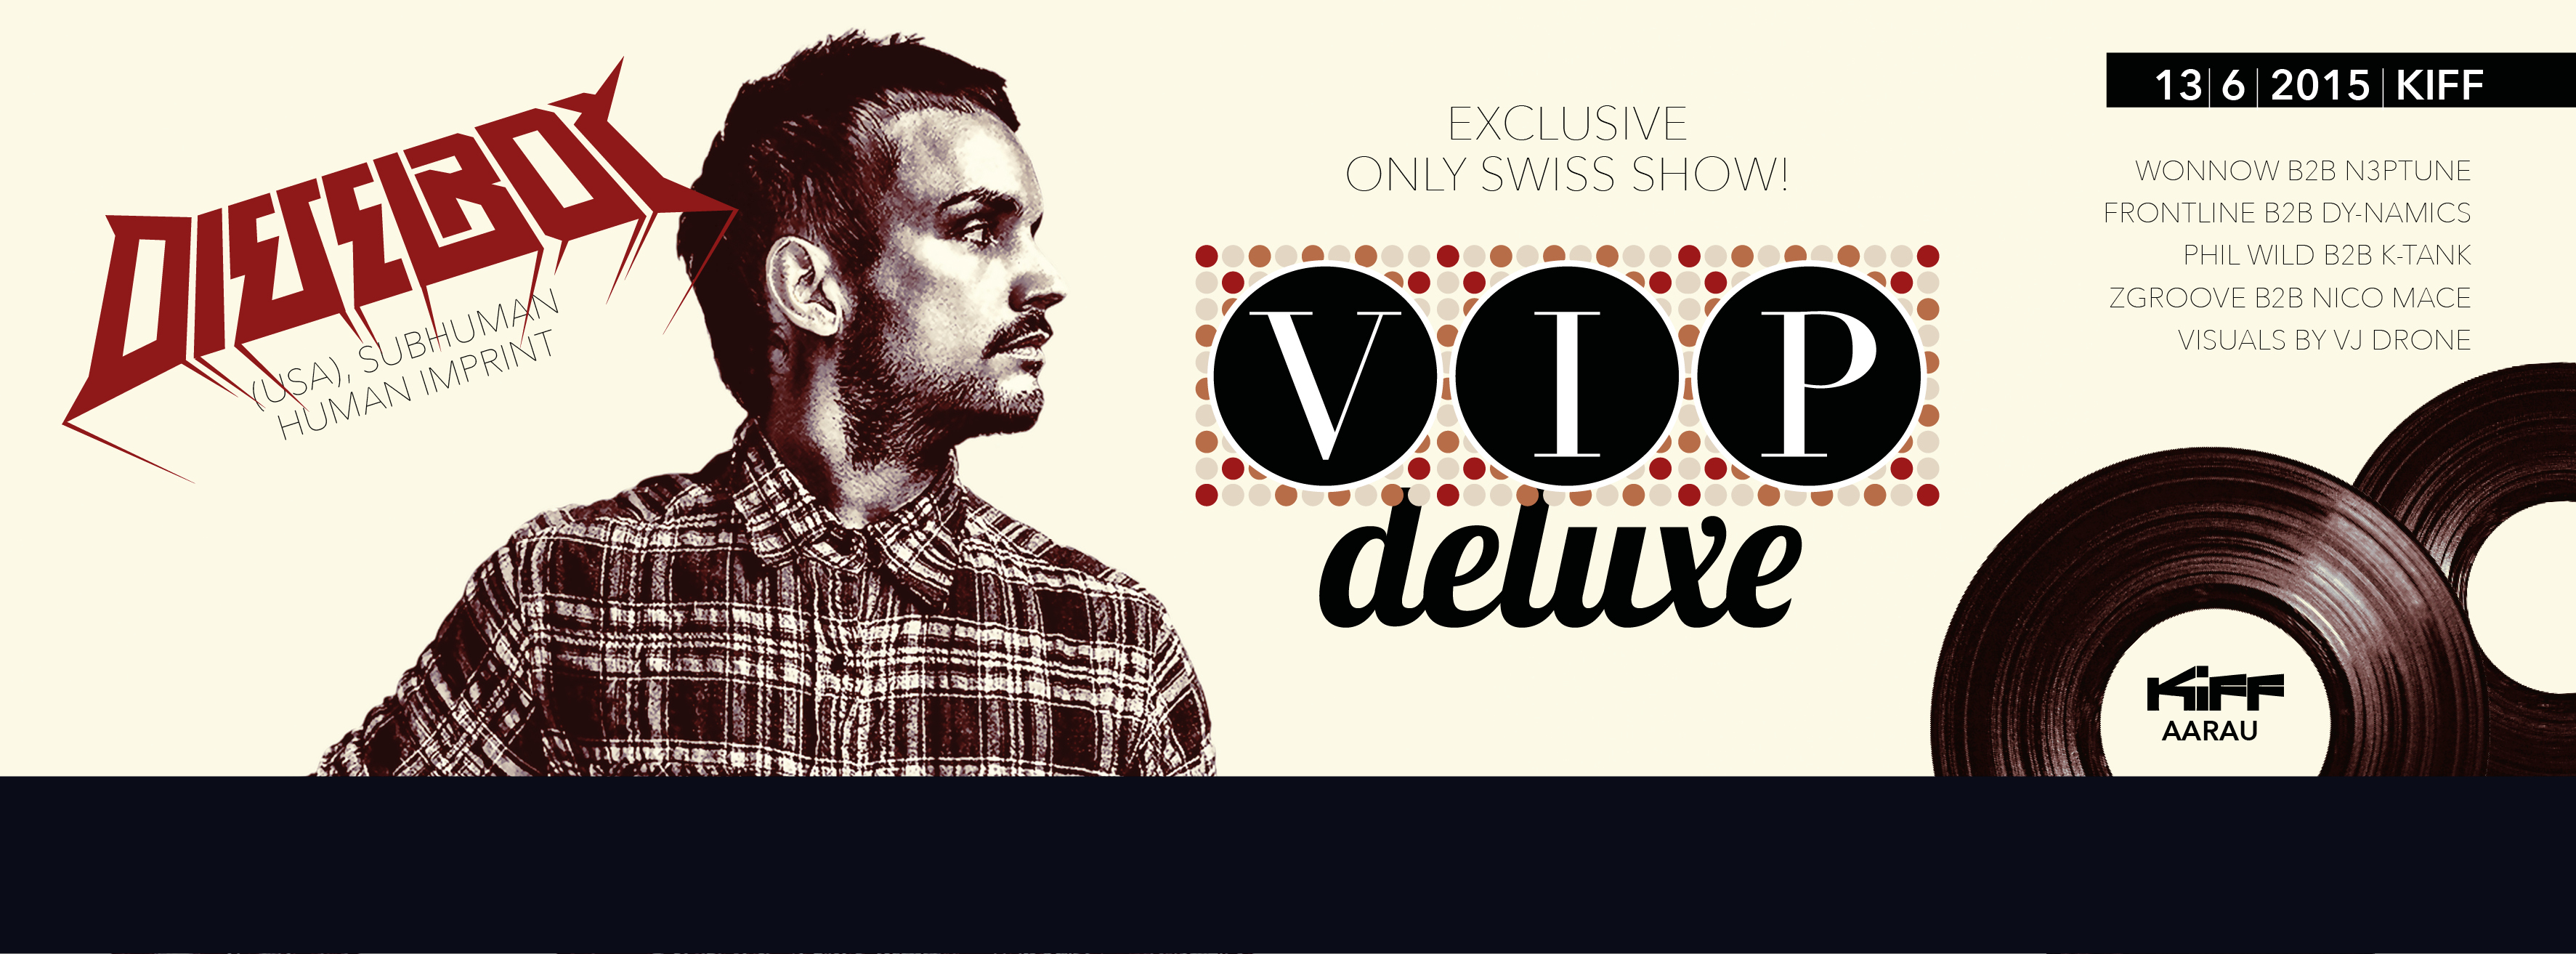 DIESELBOY
(USA), SUBHUMAN
HUMAN IMPRINT
EXCLUSIVE
ONLY SWISS SHOW!
VIP
deluxe
13|6|2015|KIFF
WONNOW B2B N3PTUNE
FRONTLINE B2B DY-NAMICS
PHIL WILD B2B K-TANK
ZGROOVE B2B NICO MACE
VISUALS BY VJ DRONE
KiFF
AARAU